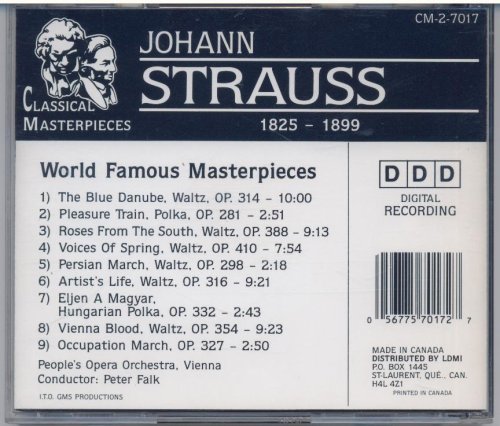 CM-2-7017
JOHANN
STRAUSS
1825 - 1899
CLASSICAL
MASTERPIECES
World Famous Masterpieces
1) The Blue Danube, Waltz, OP. 314 - 10:00
2) Pleasure Train, Polka, OP. 281 - 2:51
3) Roses From The South, Waltz, OP. 388 - 9:13
4) Voices Of Spring, Waltz, OP. 410 - 7:54
5) Persian March, Waltz, OP. 298 - 2:18
6) Artist's Life, Waltz, OP. 316 - 9:21
7) Eljen A Magyar,
Hungarian Polka, OP. 332 - 2:43
8) Vienna Blood, Waltz, OP. 354 - 9:23
9) Occupation March, OP. 327 - 2:50
People's Opera Orchestra, Vienna
Conductor: Peter Falk
I.T.O. GMS PRODUCTIONS
D D D
DIGITAL
RECORDING
0 56775 70172 7
MADE IN CANADA
DISTRIBUTED BY LDMI
P.O. BOX 1445
ST-LAURENT, QUÉ., CAN.
H4L 4Z1
PRINTED IN CANADA